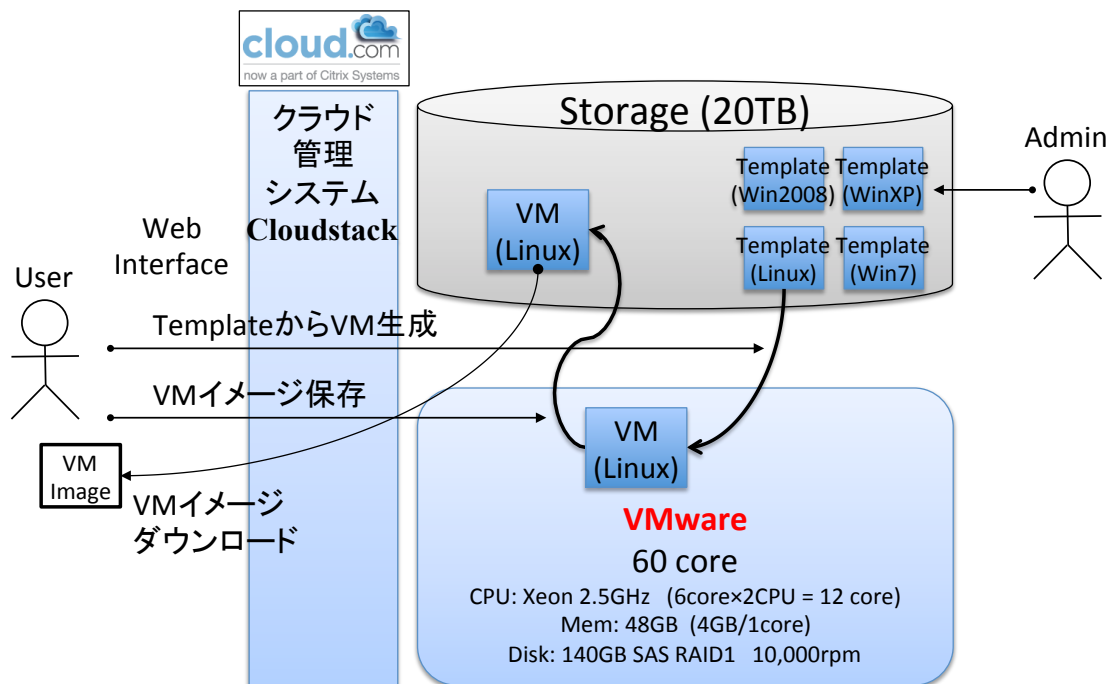 cloud.com
now a part of Citrix Systems
クラウド
管理
システム
Cloudstack
Storage (20TB)
Template
(Win2008)
Template
(WinXP)
Template
(Linux)
Template
(Win7)
VM
(Linux)
Admin
Web
Interface
User
TemplateからVM生成
VMイメージ保存
VM
Image
VMイメージ
ダウンロード
VM
(Linux)
VMware
60 core
CPU: Xeon 2.5GHz (6core×2CPU = 12 core)
Mem: 48GB (4GB/1core)
Disk: 140GB SAS RAID1 10,000rpm